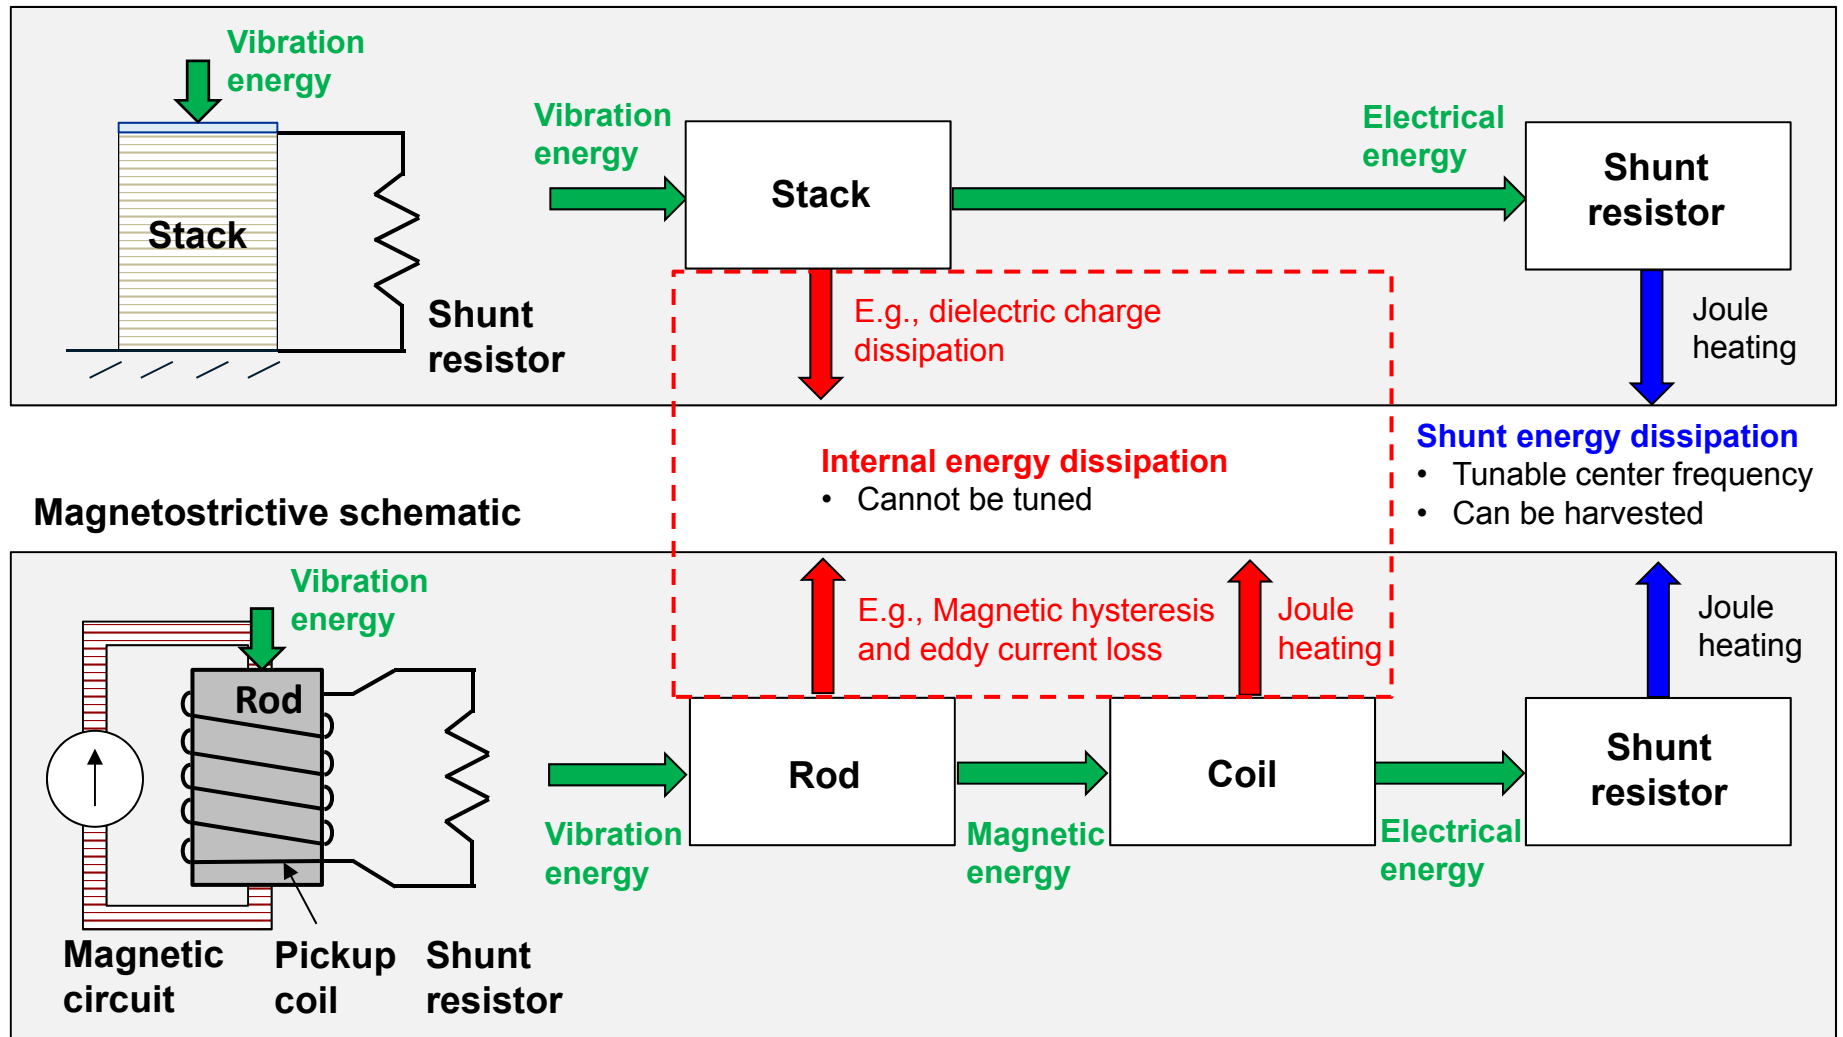 Vibration
energy
Stack
Shunt
resistor
Vibration
energy
Stack
Electrical
energy
Shunt
resistor
E.g., dielectric charge
dissipation
Joule
heating
Internal energy dissipation
• Cannot be tuned
Shunt energy dissipation
• Tunable center frequency
• Can be harvested
Magnetostrictive schematic
Vibration
energy
Rod
Magnetic
circuit
Pickup
coil
Shunt
resistor
E.g., Magnetic hysteresis
and eddy current loss
Joule
heating
Joule
heating
Vibration
energy
Rod
Magnetic
energy
Coil
Electrical
energy
Shunt
resistor